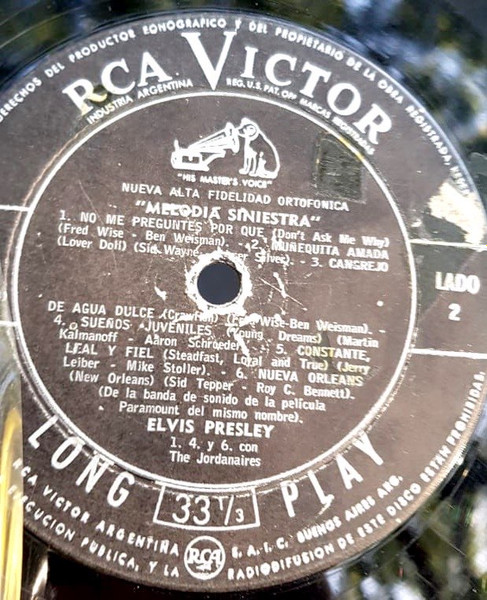 DERECHOS DEL PRODUCTOR FONOGRAFICO Y DEL PROPIETARIO DE LA OBRA REGISTRADA.
RCA VICTOR
INDUSTRIA ARGENTINA REG. U.S. PAT. OFF. MARCAS REGISTRADAS
"HIS MASTER'S VOICE"
NUEVA ALTA FIDELIDAD ORTOFONICA
"MELODIA SINIESTRA"
1. NO ME PREGUNTES POR QUE (Don't Ask Me Why)
(Fred Wise - Ben Weisman). - 2. MUÑEQUITA AMADA
(Lover Doll) (Sid Wayne Silver). - 3. CANGREJO
LADO
2
DE AGUA DULCE (Crawfish) (Fred Wise-Ben Weisman). -
4. SUEÑOS JUVENILES (Young Dreams) (Martin
Kalmanoff - Aaron Schroeder). - 5. CONSTANTE,
LEAL Y FIEL (Steadfast, Loral and True) (Jerry
Leiber - Mike Stoller). - 6. NUEVA ORLEANS
(New Orleans) (Sid Tepper - Roy C. Bennett).
(De la banda de sonido de la película
Paramount del mismo nombre).
ELVIS PRESLEY
1. 4. y 6. con
The Jordanaires
LONG 33 1/3 PLAY
RCA VICTOR ARGENTINA RCA S. A. I. C. BUENOS AIRES ARG.
EJECUCION PUBLICA, Y LA RADIODIFUSION DE ESTE DISCO ESTÁN PROHIBIDAS.